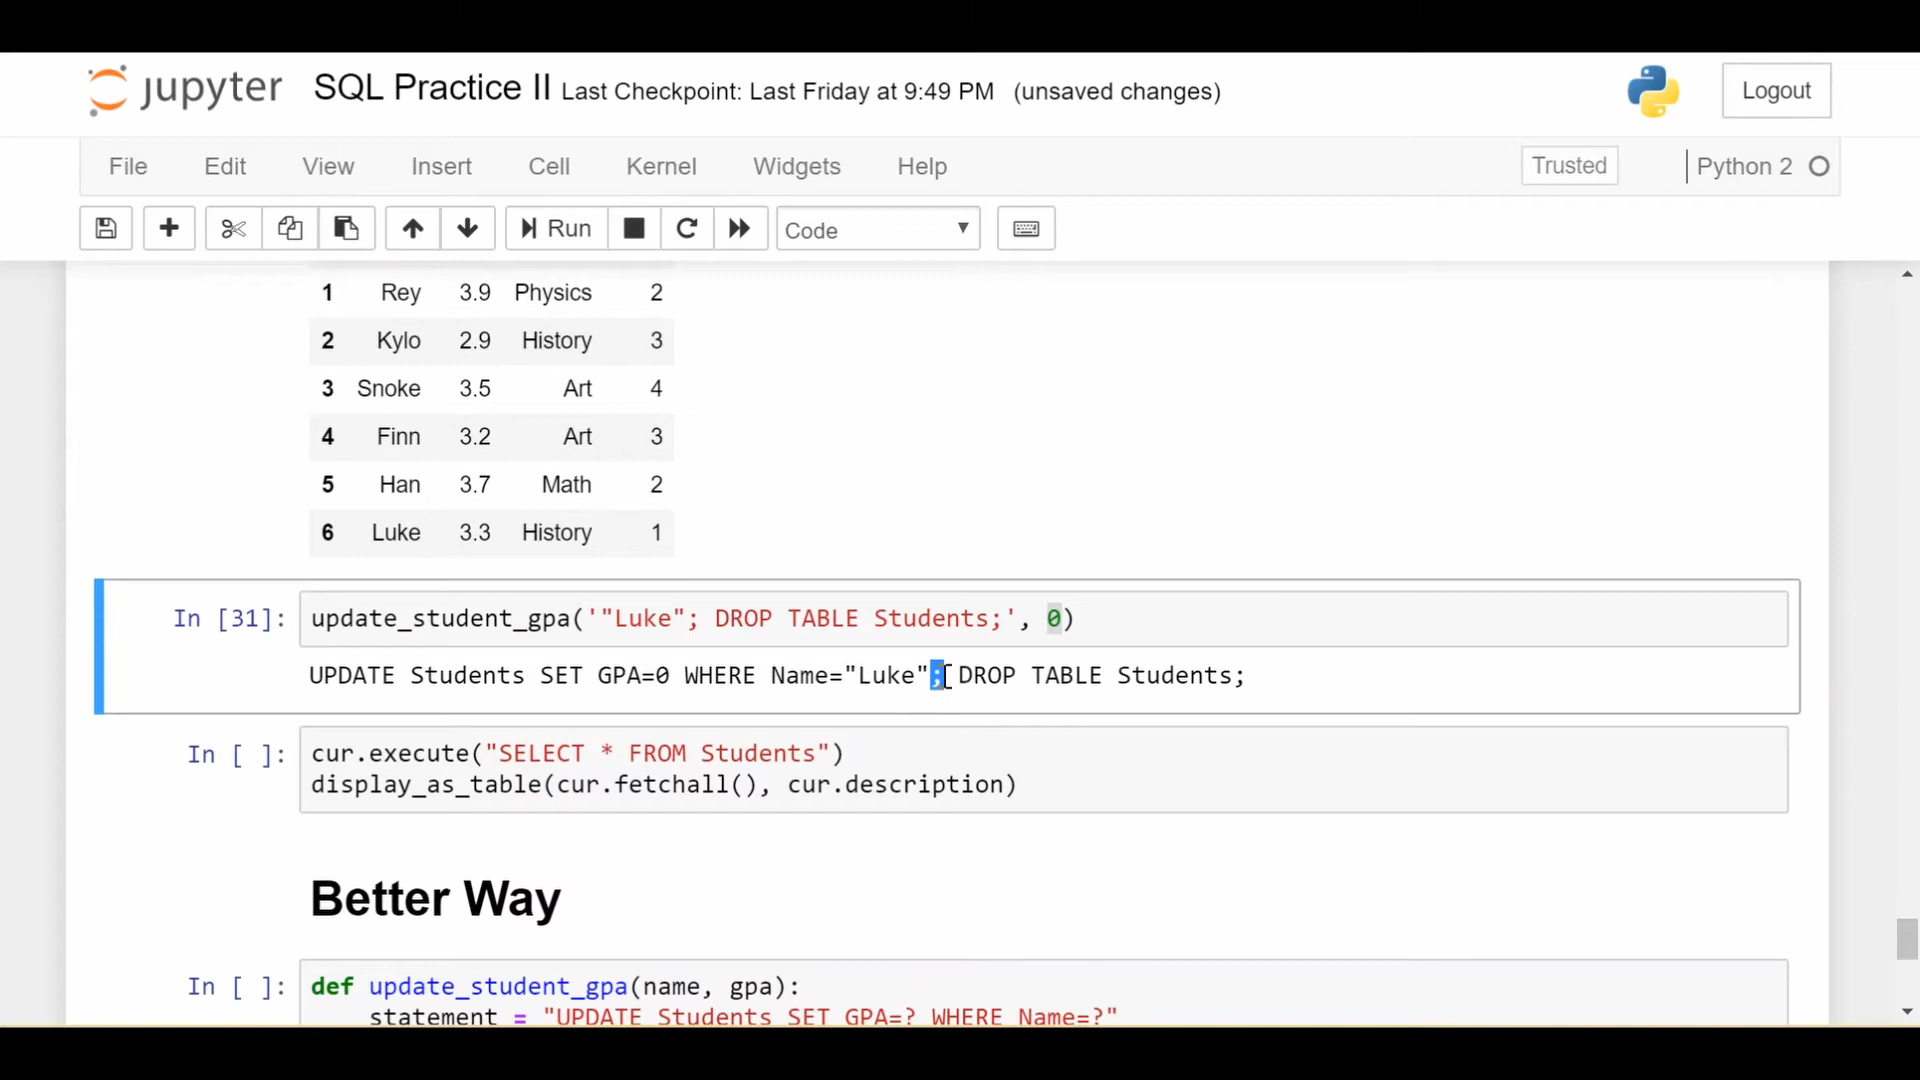 jupyter SQL Practice II Last Checkpoint: Last Friday at 9:49 PM (unsaved changes) Logout
File Edit View Insert Cell Kernel Widgets Help Trusted Python 2
Run Code
1 Rey 3.9 Physics 2
2 Kylo 2.9 History 3
3 Snoke 3.5 Art 4
4 Finn 3.2 Art 3
5 Han 3.7 Math 2
6 Luke 3.3 History 1
In [31]: update_student_gpa('"Luke"; DROP TABLE Students;', 0)
UPDATE Students SET GPA=0 WHERE Name="Luke"; DROP TABLE Students;
In [ ]: cur.execute("SELECT * FROM Students")
display_as_table(cur.fetchall(), cur.description)
Better Way
In [ ]: def update_student_gpa(name, gpa):
statement = "UPDATE Students SET GPA=? WHERE Name=?"